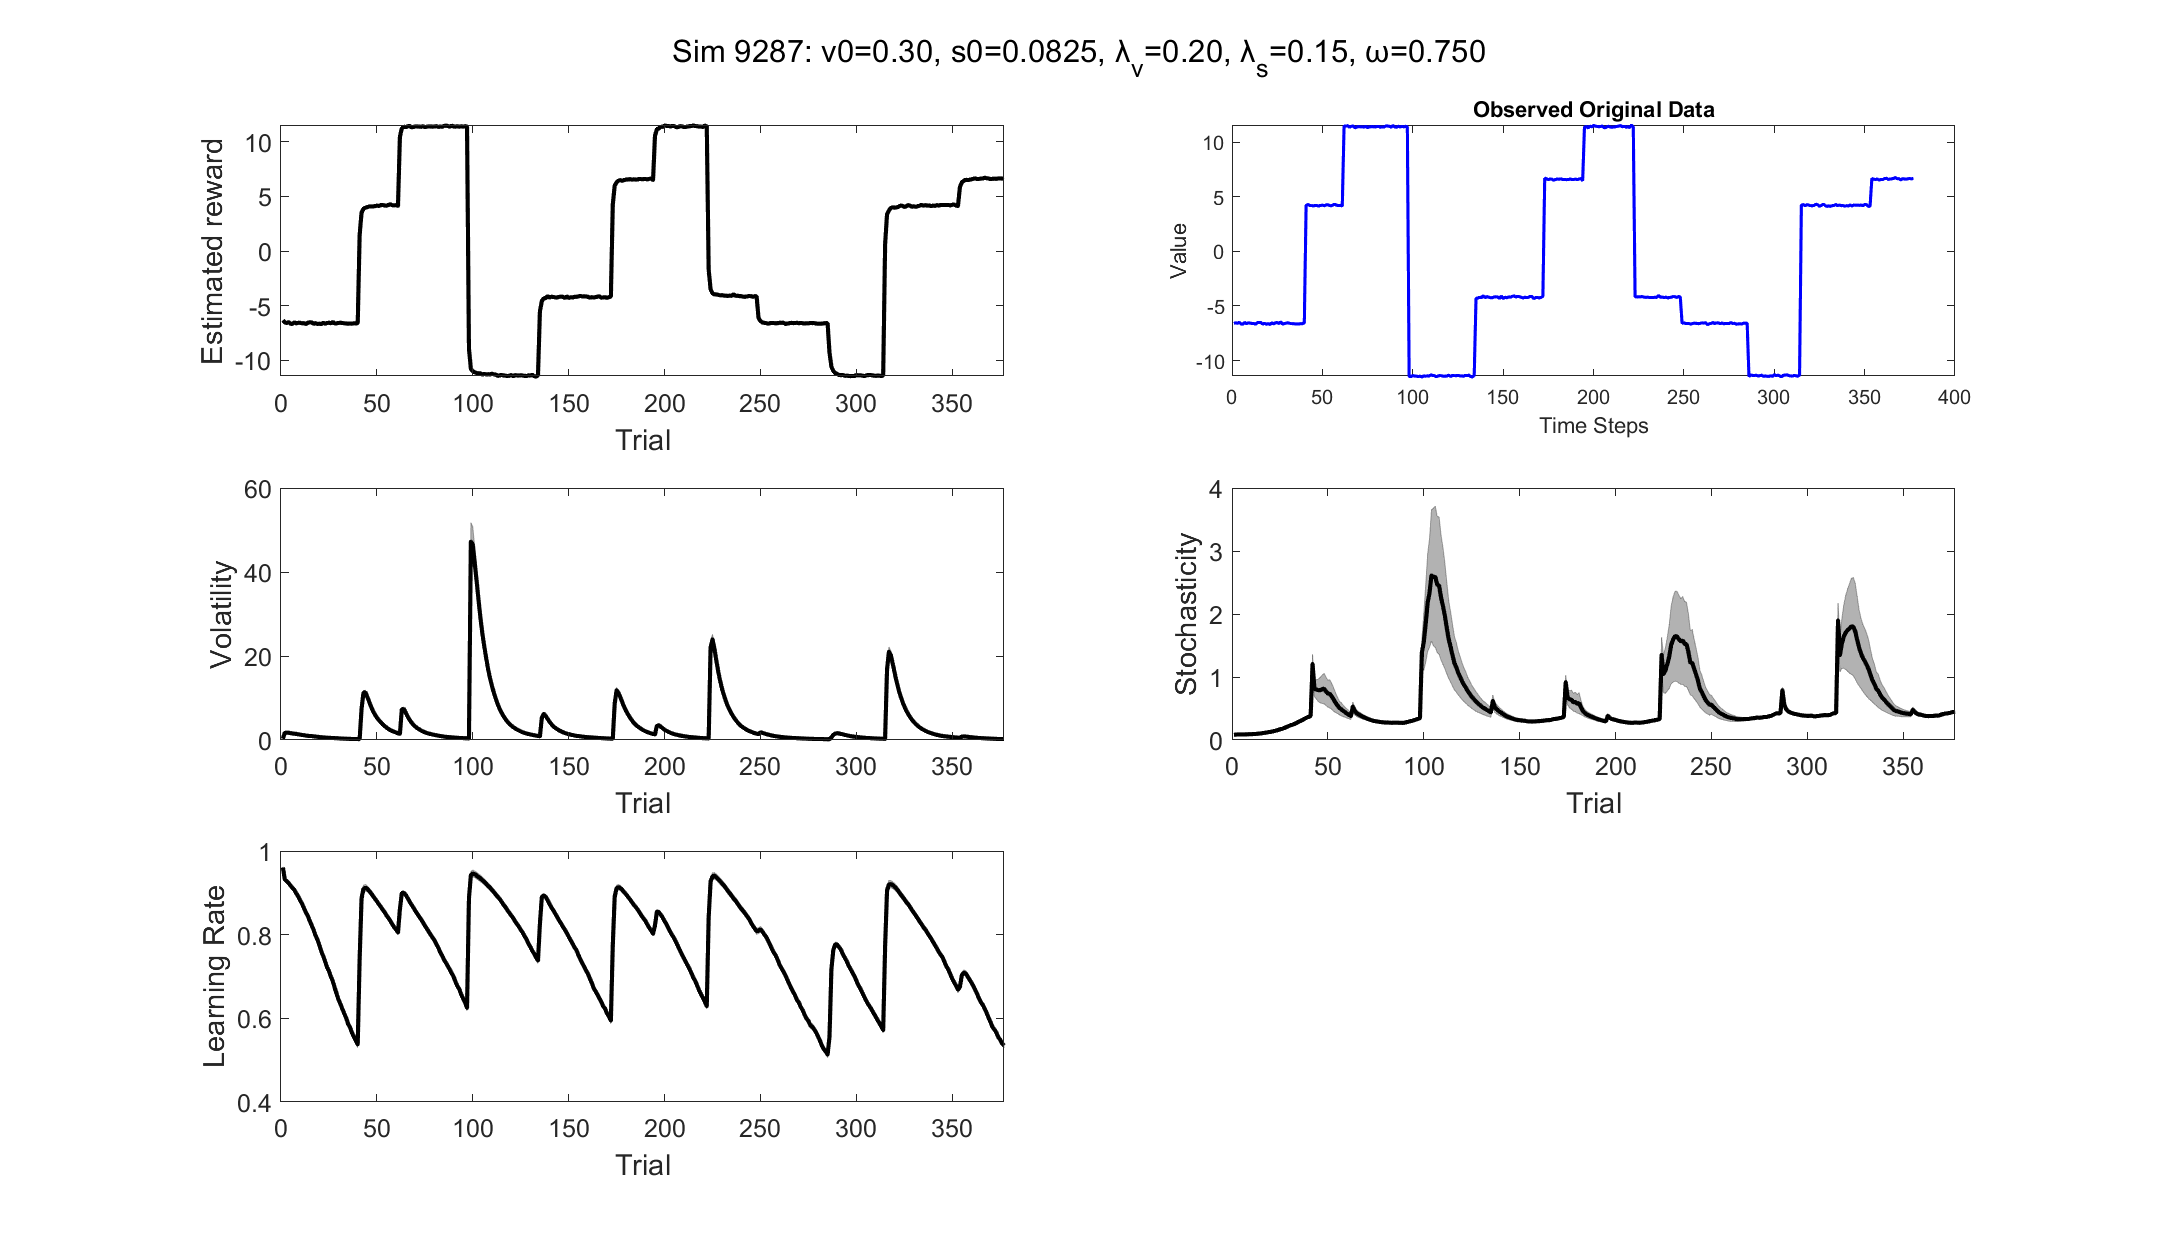 Sim 9287: v0=0.30, s0=0.0825, λ_v=0.20, λ_s=0.15, ω=0.750
Estimated reward
10
5
0
-5
-10
0 50 100 150 200 250 300 350
Trial
Observed Original Data
Value
10
5
0
-5
-10
0 50 100 150 200 250 300 350 400
Time Steps
Volatility
60
40
20
0
0 50 100 150 200 250 300 350
Trial
Stochasticity
4
3
2
1
0
0 50 100 150 200 250 300 350
Trial
Learning Rate
1
0.8
0.6
0.4
0 50 100 150 200 250 300 350
Trial